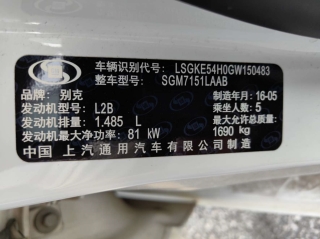 车辆识别代号: LSGKE54H0GW150483
整车型号: SGM7151LAAB
品牌: 别克 制造年月: 16-05
发动机型号: L2B 乘坐人数: 5
发动机排量: 1.485 L 最大允许总质量:
发动机最大净功率: 81 kW 1690 kg
中国 上汽通用汽车有限公司 制造